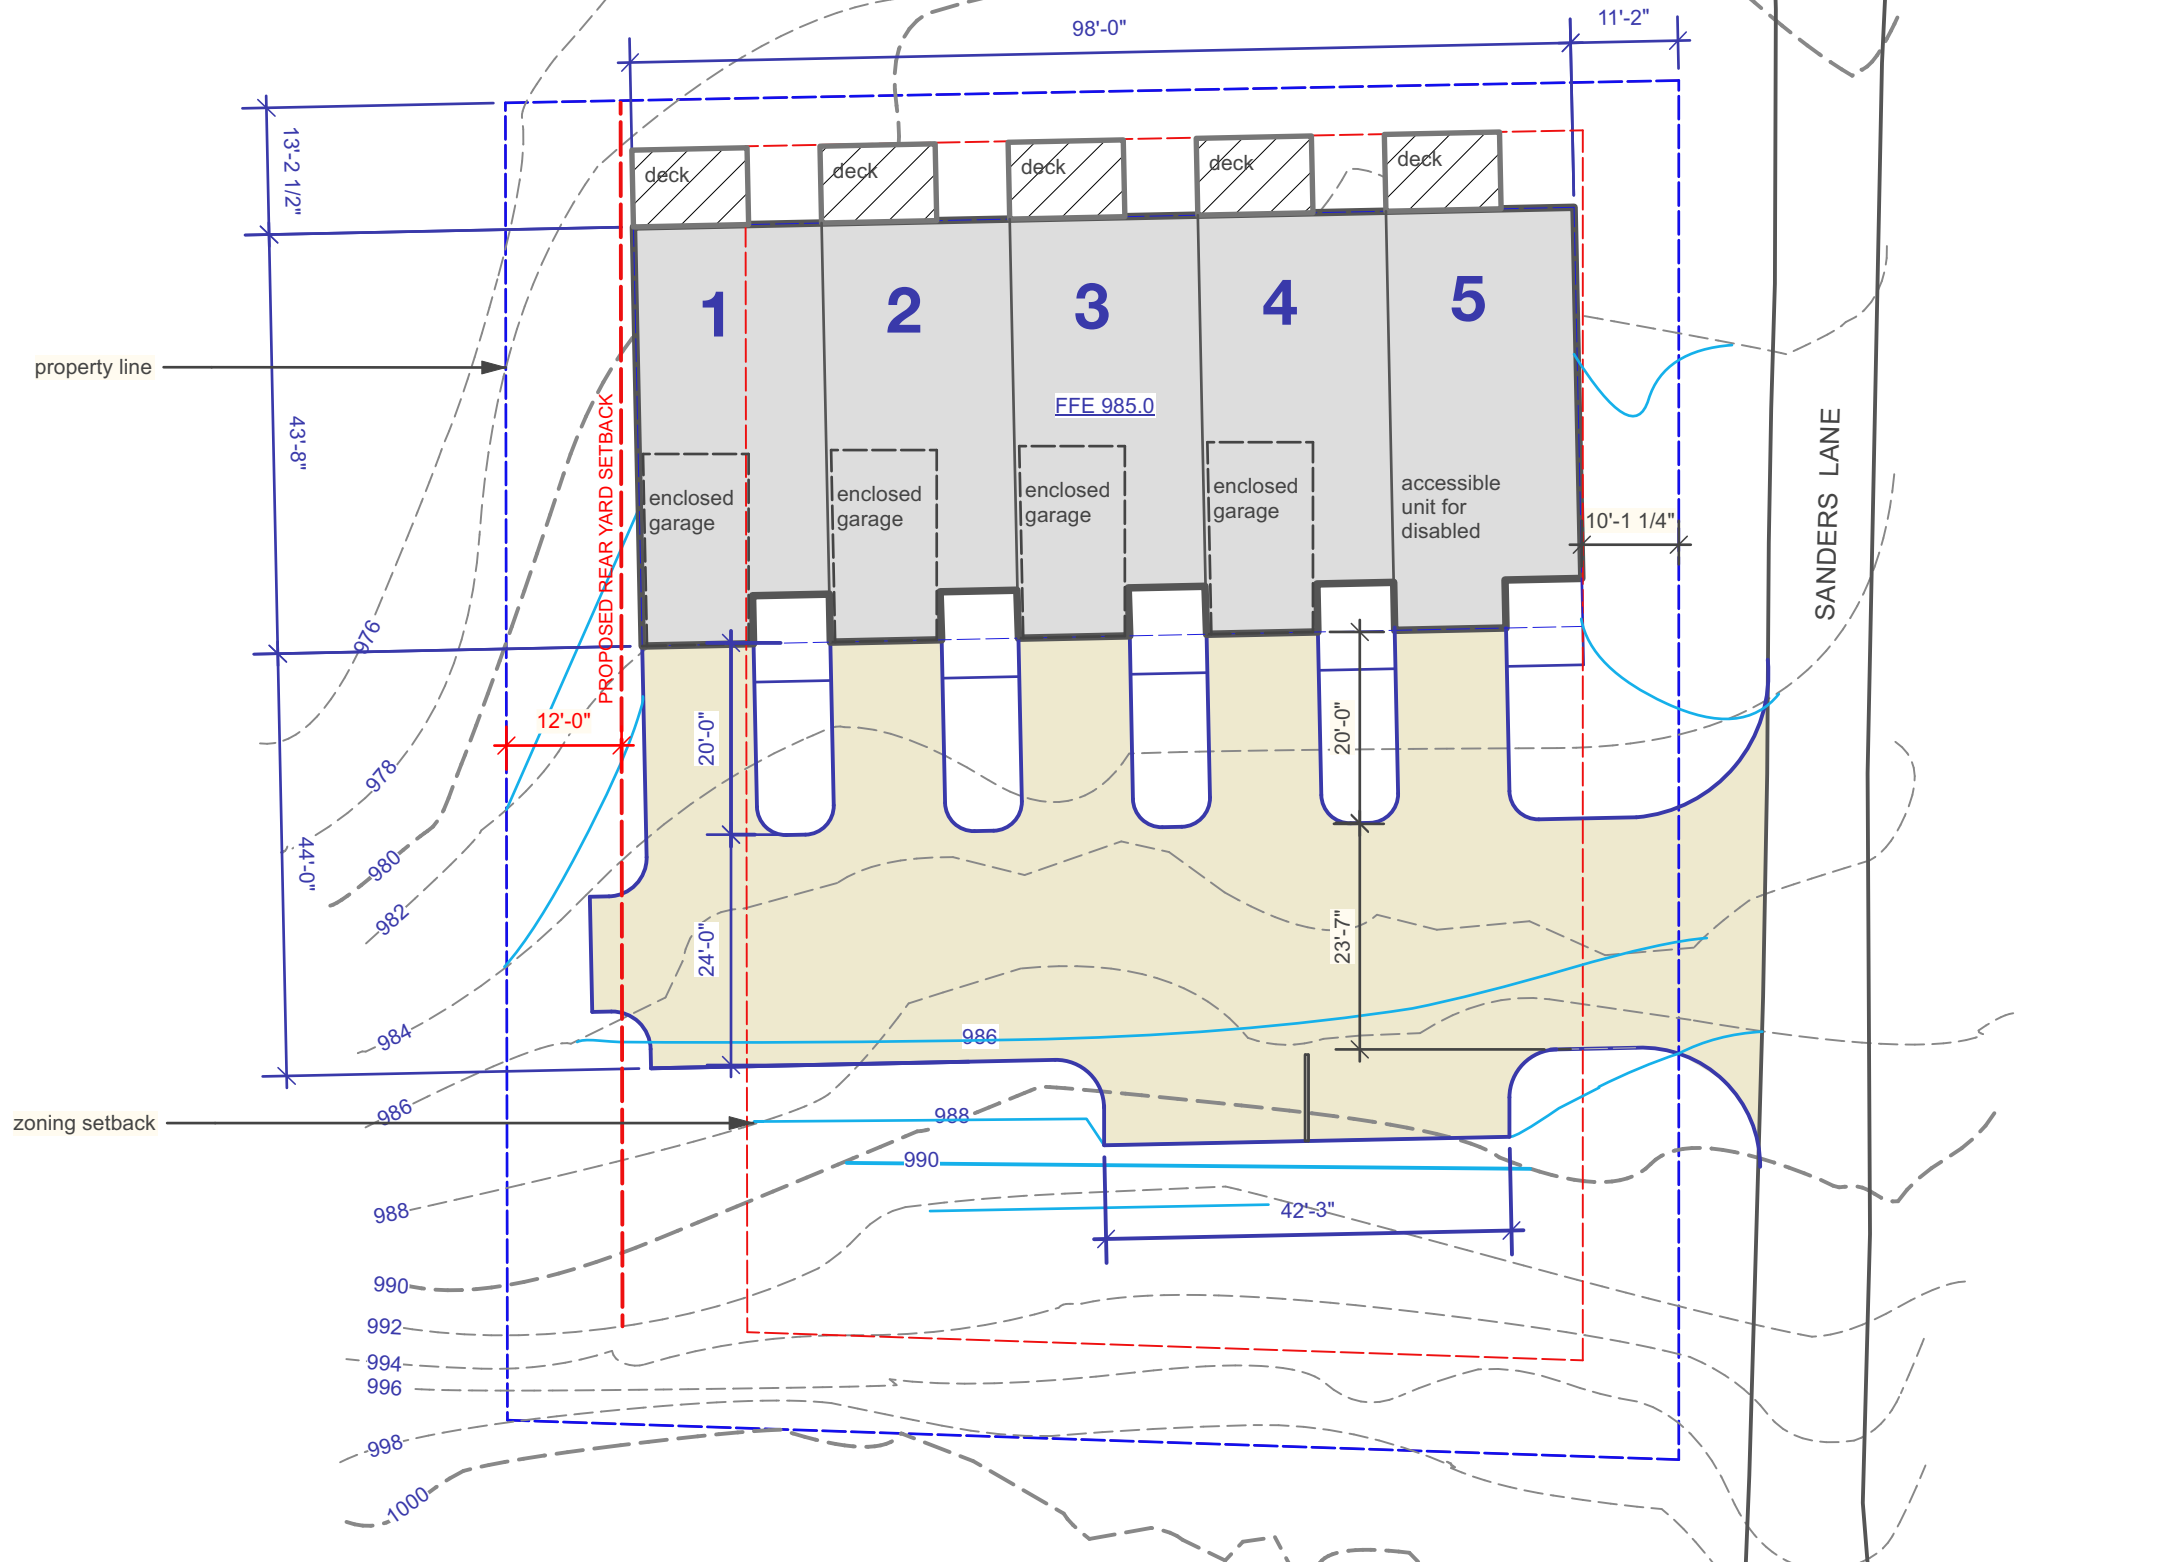 98'-0"
11'-2"
13'-2 1/2"
deck
deck
deck
deck
deck
1
2
3
4
5
property line
FFE 985.0
43'-8"
PROPOSED REAR YARD SETBACK
SANDERS LANE
enclosed
garage
enclosed
garage
enclosed
garage
enclosed
garage
accessible
unit for
disabled
10'-1 1/4"
976
12'-0"
20'-0"
20'-0"
978
980
44'-0"
982
24'-0"
23'-7"
984
986
986
zoning setback
988
990
988
42'-3"
990
992
994
996
998
1000